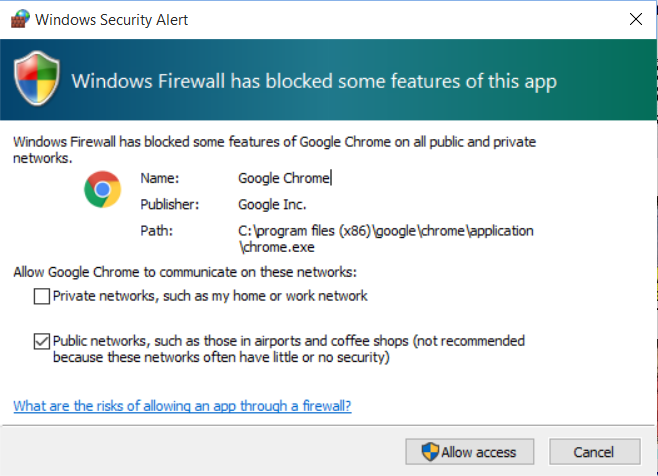 Windows Security Alert
Windows Firewall has blocked some features of this app
Windows Firewall has blocked some features of Google Chrome on all public and private
networks.
Name: Google Chrome
Publisher: Google Inc.
Path: C:\program files (x86)\google\chrome\application
\chrome.exe
Allow Google Chrome to communicate on these networks:
Private networks, such as my home or work network
Public networks, such as those in airports and coffee shops (not recommended
because these networks often have little or no security)
What are the risks of allowing an app through a firewall?
Allow access Cancel